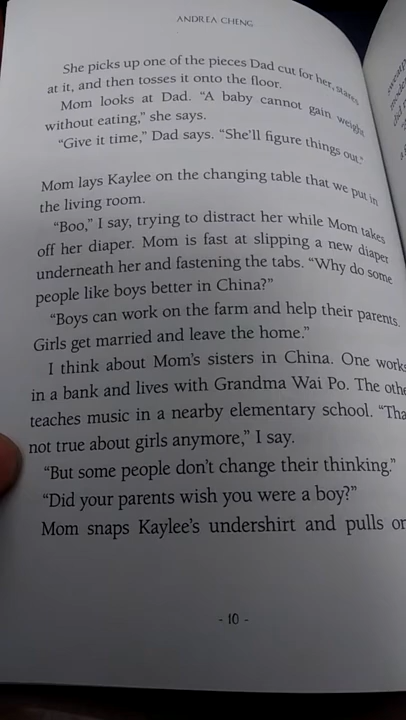 ANDREA CHENG
She picks up one of the pieces Dad cut for her, stares
at it, and then tosses it onto the floor.
Mom looks at Dad. “A baby cannot gain weight
without eating,” she says.
“Give it time,” Dad says. “She’ll figure things out.”
Mom lays Kaylee on the changing table that we put in
the living room.
“Boo,” I say, trying to distract her while Mom takes
off her diaper. Mom is fast at slipping a new diaper
underneath her and fastening the tabs. “Why do some
people like boys better in China?”
“Boys can work on the farm and help their parents.
Girls get married and leave the home.”
I think about Mom’s sisters in China. One works
in a bank and lives with Grandma Wai Po. The othe
teaches music in a nearby elementary school. “Tha
not true about girls anymore,” I say.
“But some people don’t change their thinking.”
“Did your parents wish you were a boy?”
Mom snaps Kaylee’s undershirt and pulls on
- 10 -